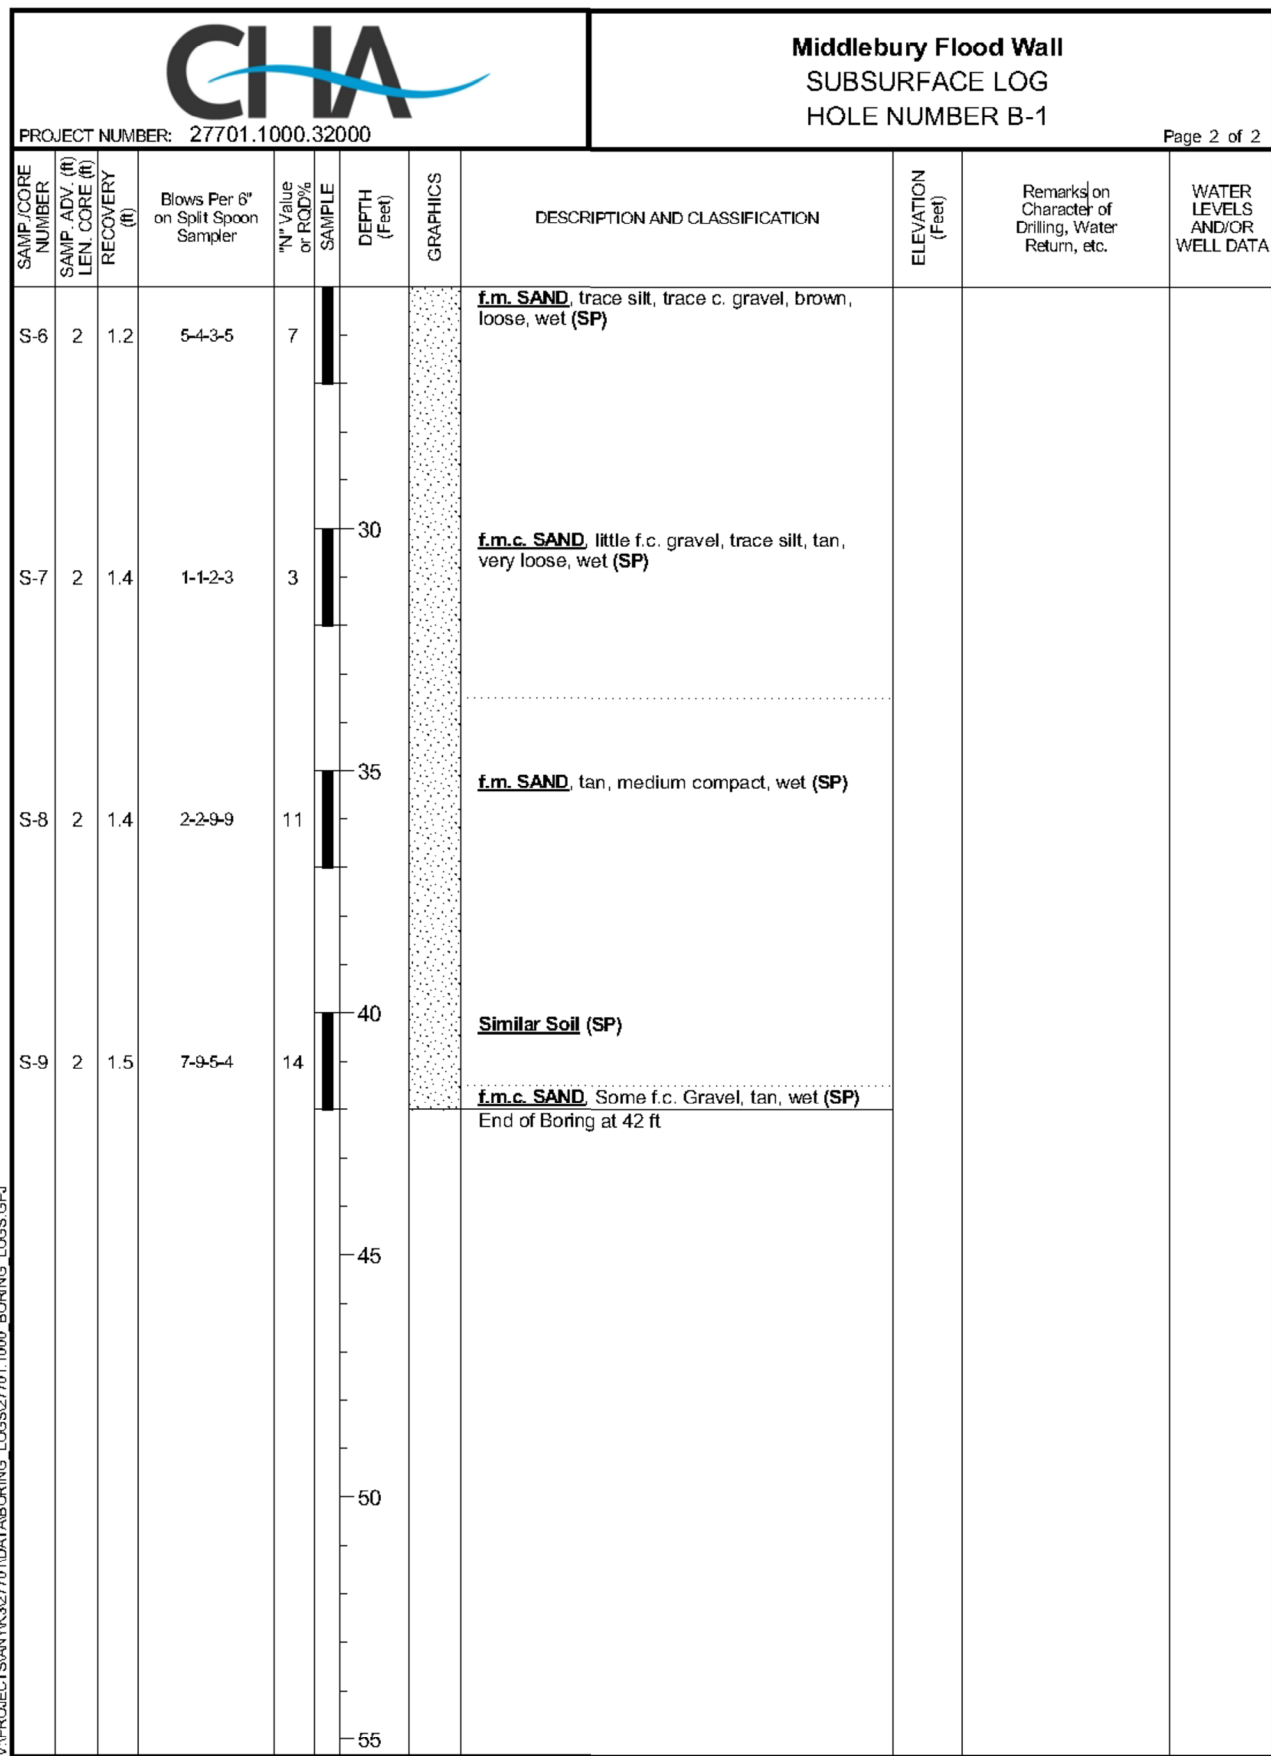 CHA
PROJECT NUMBER: 27701.1000.32000
Middlebury Flood Wall
SUBSURFACE LOG
HOLE NUMBER B-1
Page 2 of 2
SAMP./CORE
NUMBER
SAMP. ADV. (ft)
LEN. CORE (ft)
RECOVERY
(ft)
Blows Per 6"
on Split Spoon
Sampler
"N" Value
or RQD%
SAMPLE
DEPTH
(Feet)
GRAPHICS
DESCRIPTION AND CLASSIFICATION
ELEVATION
(Feet)
Remarks on
Character of
Drilling, Water
Return, etc.
WATER
LEVELS
AND/OR
WELL DATA
f.m. SAND, trace silt, trace c. gravel, brown,
loose, wet (SP)
S-6 2 1.2 5-4-3-5 7
30
f.m.c. SAND, little f.c. gravel, trace silt, tan,
very loose, wet (SP)
S-7 2 1.4 1-1-2-3 3
35
f.m. SAND, tan, medium compact, wet (SP)
S-8 2 1.4 2-2-9-9 11
40
Similar Soil (SP)
S-9 2 1.5 7-9-5-4 14
f.m.c. SAND, Some f.c. Gravel, tan, wet (SP)
End of Boring at 42 ft
45
50
55